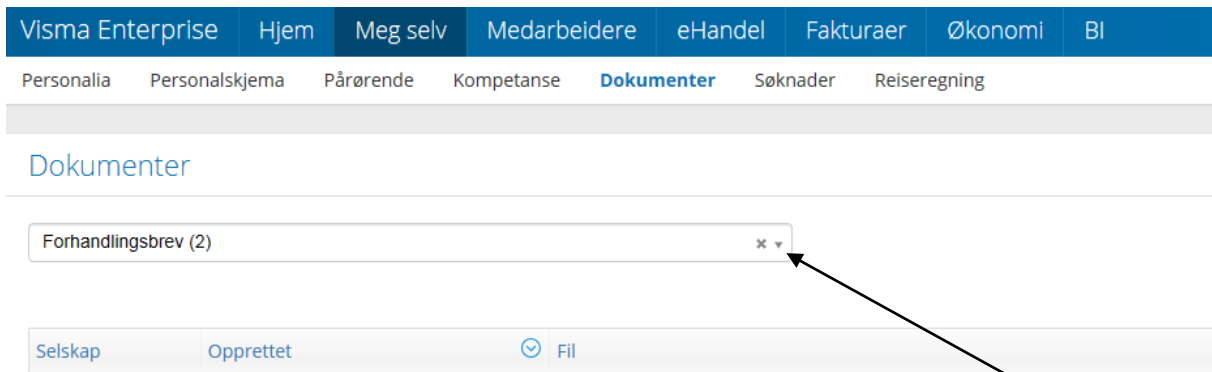 Visma Enterprise Hjem Meg selv Medarbeidere eHandel Fakturaer Økonomi BI
Personalia Personalskjema Pårørende Kompetanse Dokumenter Søknader Reiseregning
Dokumenter
Forhandlingsbrev (2)
Selskap Opprettet Fil